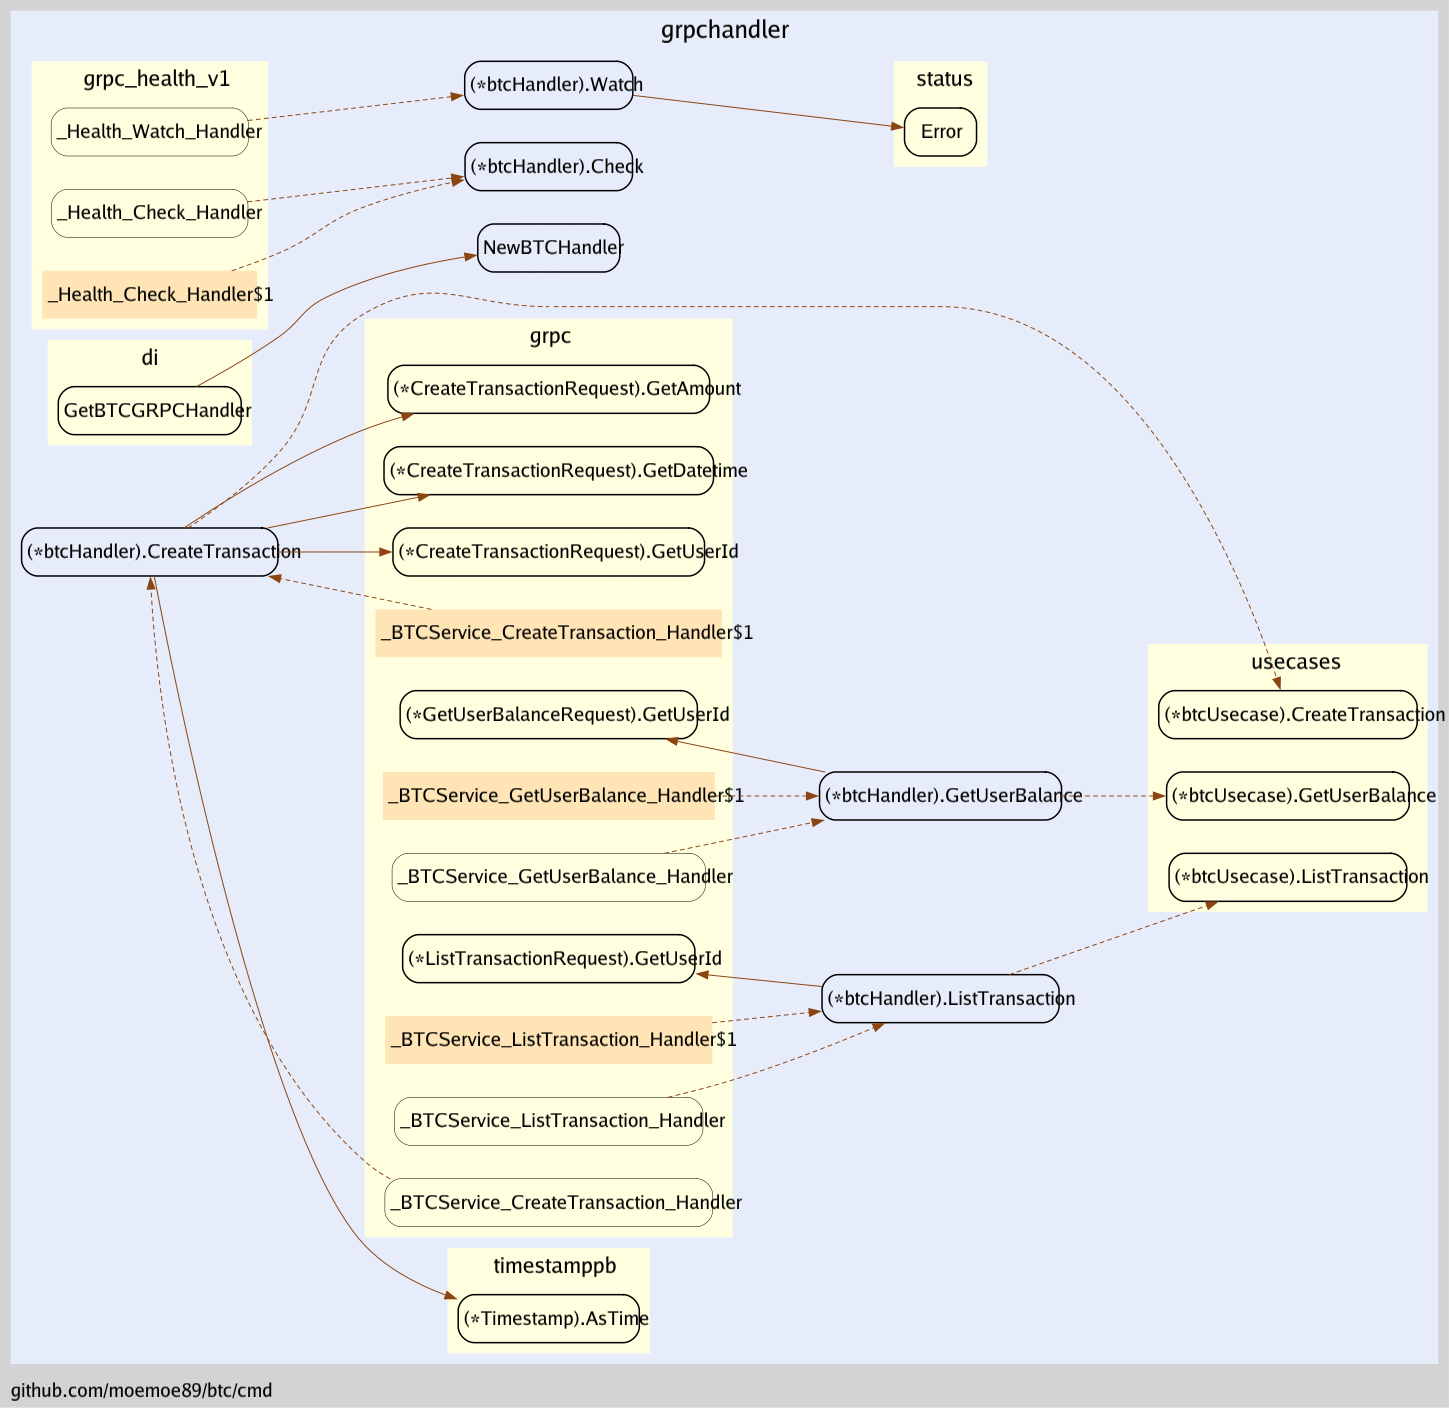 grpchandler
grpc_health_v1
_Health_Watch_Handler
_Health_Check_Handler
_Health_Check_Handler$1
(*btcHandler).Watch
(*btcHandler).Check
NewBTCHandler
status
Error
di
GetBTCGRPCHandler
(*btcHandler).CreateTransaction
grpc
(*CreateTransactionRequest).GetAmount
(*CreateTransactionRequest).GetDatetime
(*CreateTransactionRequest).GetUserId
_BTCService_CreateTransaction_Handler$1
(*GetUserBalanceRequest).GetUserId
_BTCService_GetUserBalance_Handler$1
_BTCService_GetUserBalance_Handler
(*ListTransactionRequest).GetUserId
_BTCService_ListTransaction_Handler$1
_BTCService_ListTransaction_Handler
_BTCService_CreateTransaction_Handler
(*btcHandler).GetUserBalance
(*btcHandler).ListTransaction
usecases
(*btcUsecase).CreateTransaction
(*btcUsecase).GetUserBalance
(*btcUsecase).ListTransaction
timestamppb
(*Timestamp).AsTime
github.com/moemoe89/btc/cmd